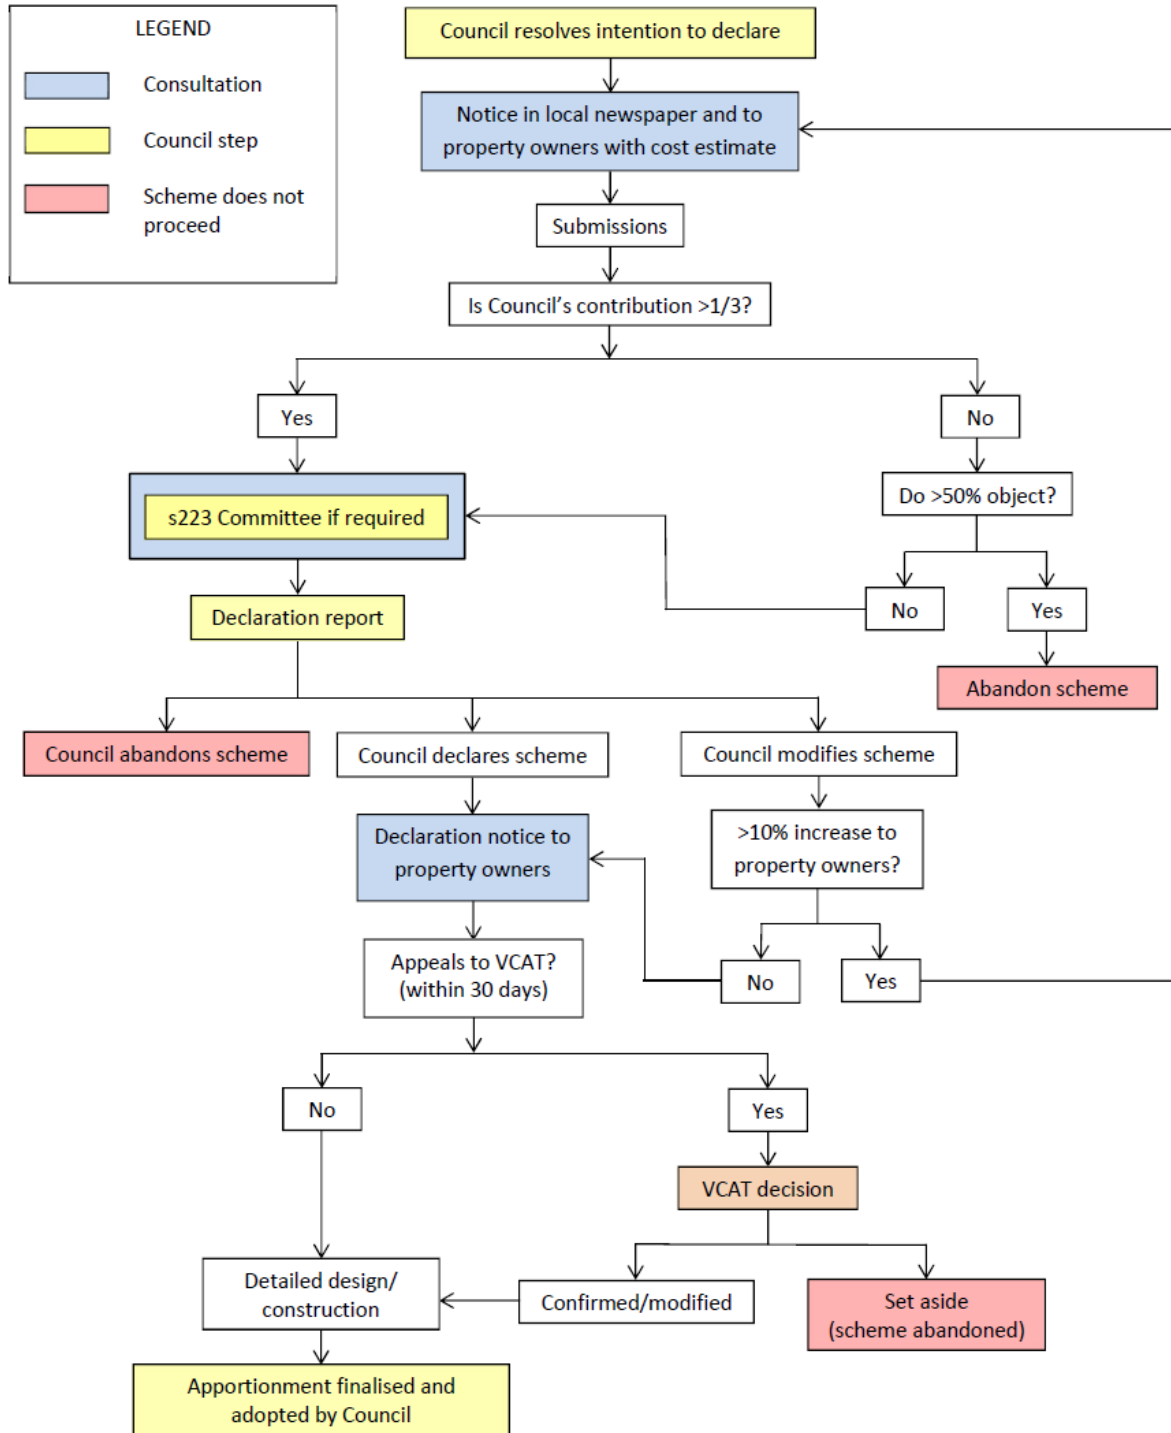 LEGEND
Consultation
Council step
Scheme does not
proceed
Council resolves intention to declare
Notice in local newspaper and to
property owners with cost estimate
Submissions
Is Council’s contribution >1/3?
Yes
No
Do >50% object?
s223 Committee if required
No
Yes
Declaration report
Abandon scheme
Council abandons scheme
Council declares scheme
Council modifies scheme
Declaration notice to
property owners
>10% increase to
property owners?
Appeals to VCAT?
(within 30 days)
No
Yes
No
Yes
VCAT decision
Detailed design/
construction
Confirmed/modified
Set aside
(scheme abandoned)
Apportionment finalised and
adopted by Council